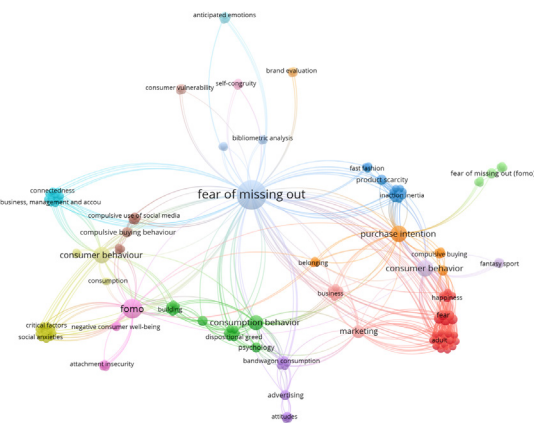 anticipated emotions
brand evaluation
self-congruity
consumer vulnerability
bibliometric analysis
fast fashion
fear of missing out (fomo)
product scarcity
connectedness
fear of missing out
inaction inertia
business, management and accou
compulsive use of social media
compulsive buying behaviour
purchase intention
consumer behaviour
compulsive buying
belonging
fantasy sport
consumer behavior
consumption
business
happiness
fomo
building
fear
critical factors
negative consumer well-being
consumption behavior
marketing
social anxieties
dispositional greed
adult
psychology
attachment insecurity
bandwagon consumption
advertising
attitudes